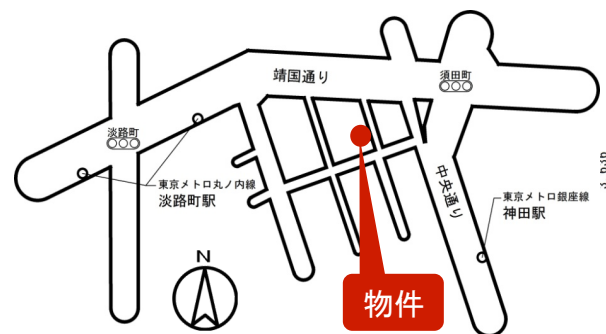 靖国通り
須田町
淡路町
東京メトロ丸ノ内線
淡路町駅
中央通り
東京メトロ銀座線
神田駅
N
物件